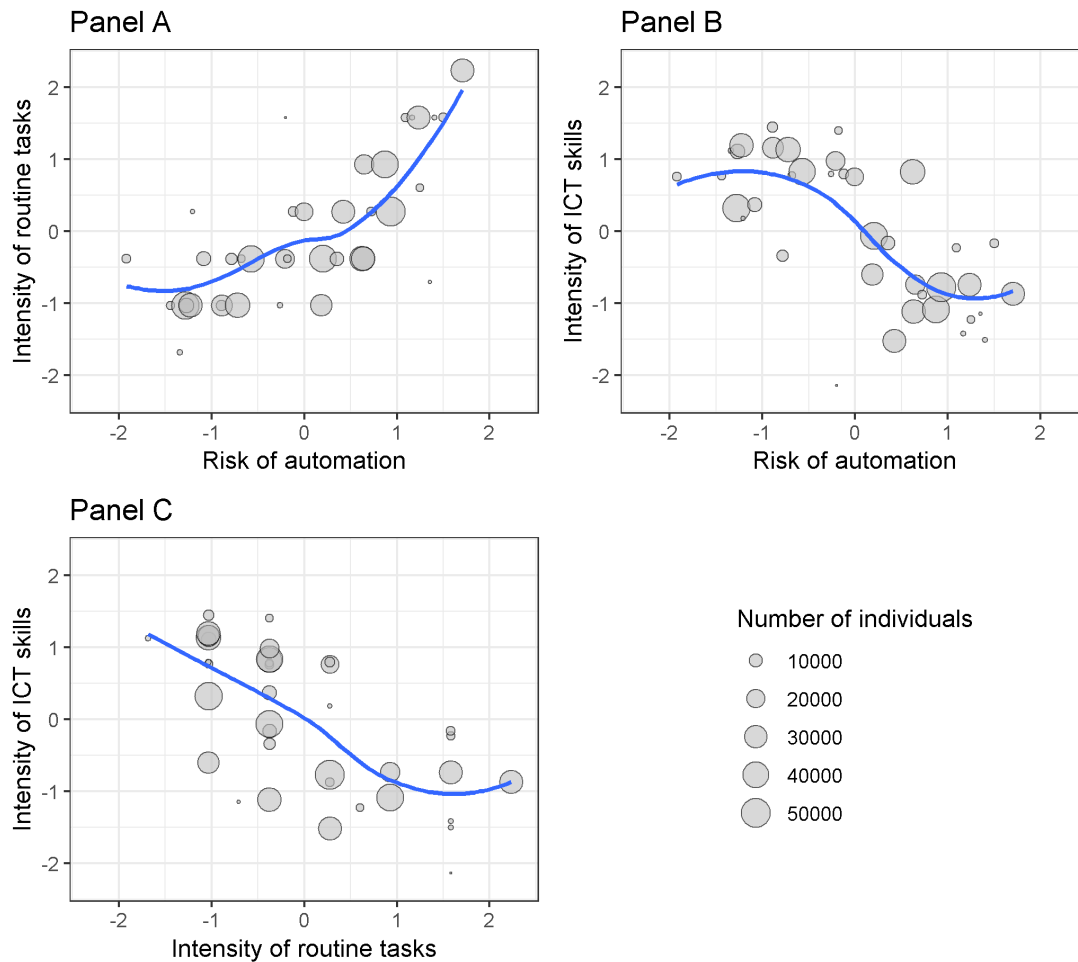 Panel A
Intensity of routine tasks
2
1
0
-1
-2
-2 -1 0 1 2
Risk of automation
Panel B
Intensity of ICT skills
2
1
0
-1
-2
-2 -1 0 1 2
Risk of automation
Panel C
Intensity of ICT skills
2
1
0
-1
-2
-2 -1 0 1 2
Intensity of routine tasks
Number of individuals
10000
20000
30000
40000
50000